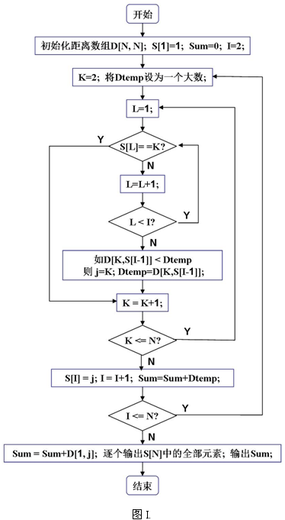 开始
初始化距离数组D[N, N]; S[1]=1; Sum=0; I=2;
K=2; 将Dtemp设为一个大数;
L=1;
Y
S[L]= =K?
N
L=L+1;
L < I?
Y
N
如D[K,S[I-1]] < Dtemp
则 j=K; Dtemp=D[K,S[I-1]];
K = K+1;
K <= N?
Y
N
S[I] = j; I = I+1; Sum=Sum+Dtemp;
I <= N?
Y
N
Sum = Sum+D[1, j]; 逐个输出S[N]中的全部元素; 输出Sum;
结束
图 I.